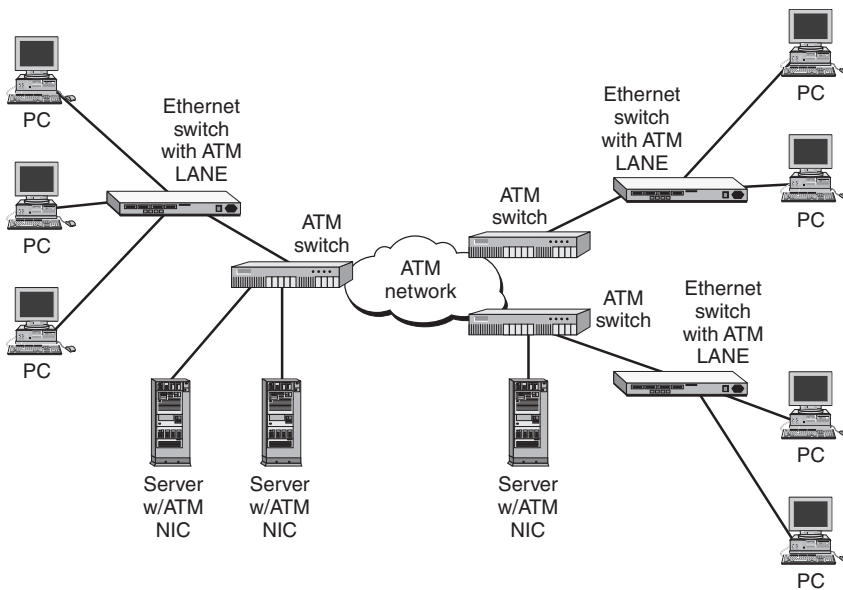 PC
Ethernet
switch
with ATM
LANE
PC
PC
ATM
switch
Server
w/ATM
NIC
Server
w/ATM
NIC
ATM
network
ATM
switch
Ethernet
switch
with ATM
LANE
PC
PC
ATM
switch
Server
w/ATM
NIC
Ethernet
switch
with ATM
LANE
PC
PC